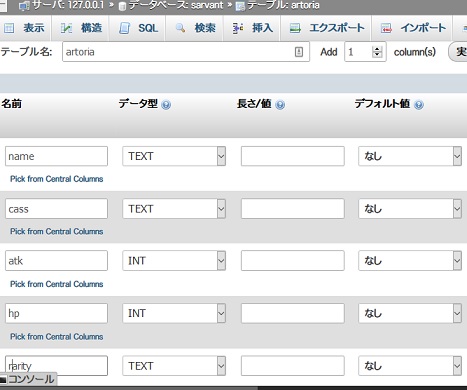 サーバ: 127.0.0.1 » データベース: sarvant » テーブル: artoria
表示 構造 SQL 検索 挿入 エクスポート インポート
テーブル名: artoria Add 1 column(s) 実
名前 データ型 長さ/値 デフォルト値
name TEXT なし
Pick from Central Columns
cass TEXT なし
Pick from Central Columns
atk INT なし
Pick from Central Columns
hp INT なし
Pick from Central Columns
rarity TEXT なし
コンソール